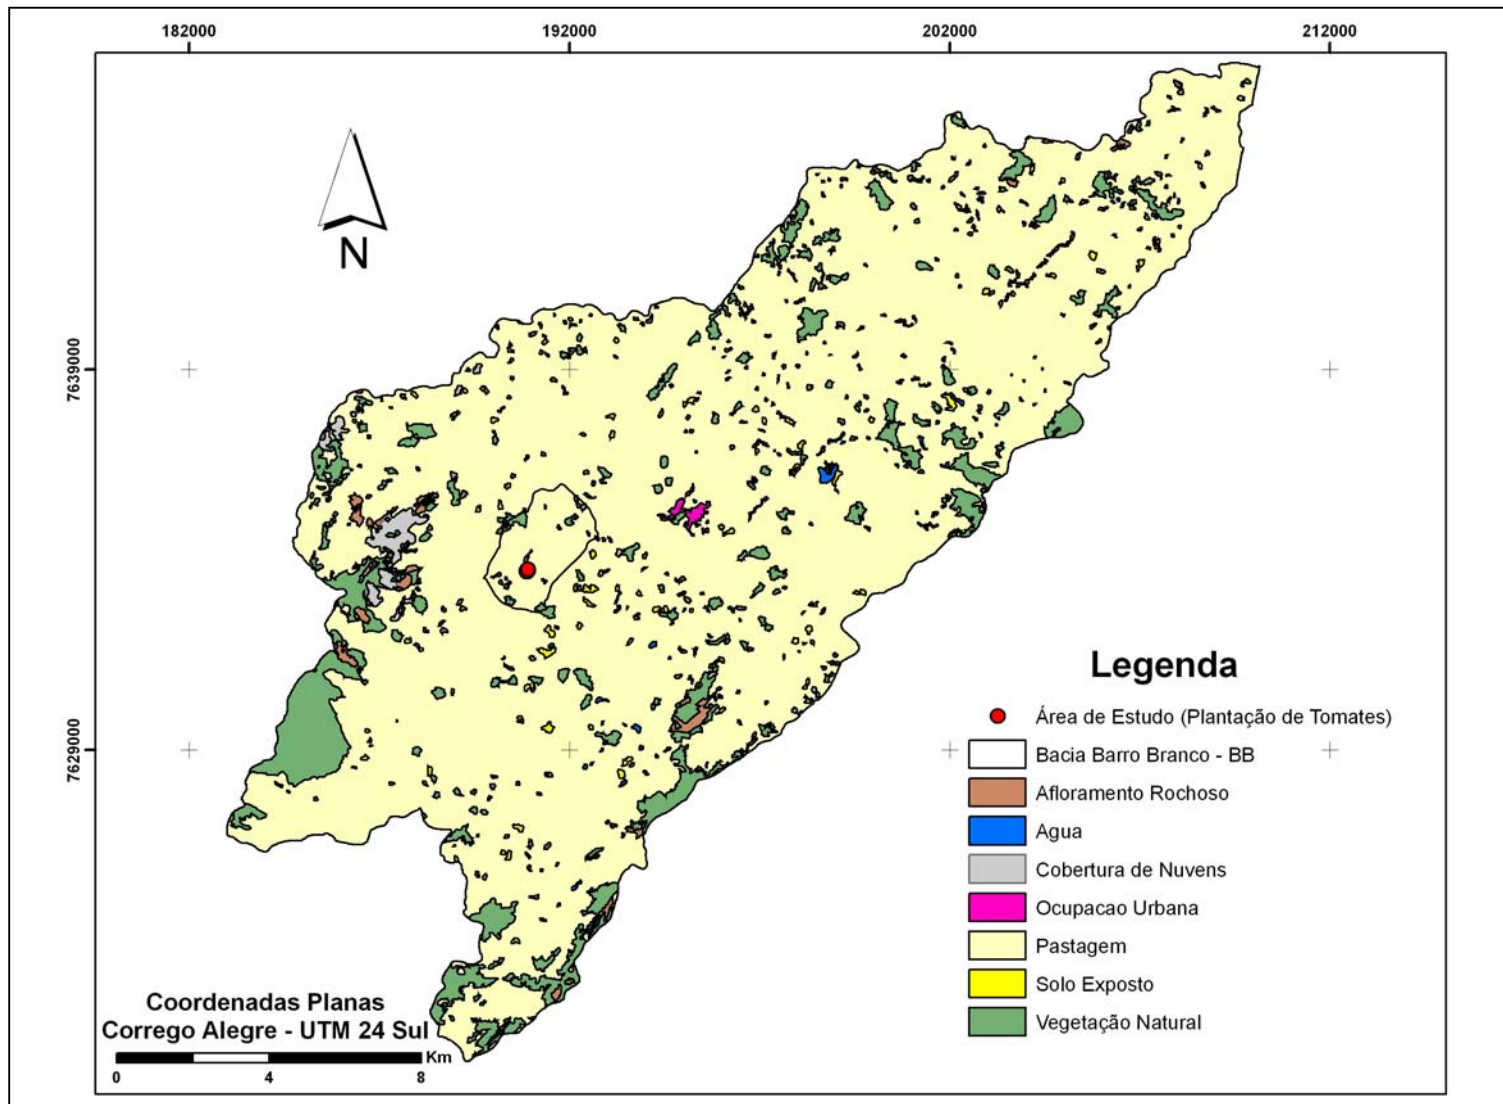 182000 192000 202000 212000
7639000
7629000
N
Legenda
Área de Estudo (Plantação de Tomates)
Bacia Barro Branco - BB
Afloramento Rochoso
Agua
Cobertura de Nuvens
Ocupacao Urbana
Pastagem
Solo Exposto
Vegetação Natural
Coordenadas Planas
Corrego Alegre - UTM 24 Sul
Km
0 4 8